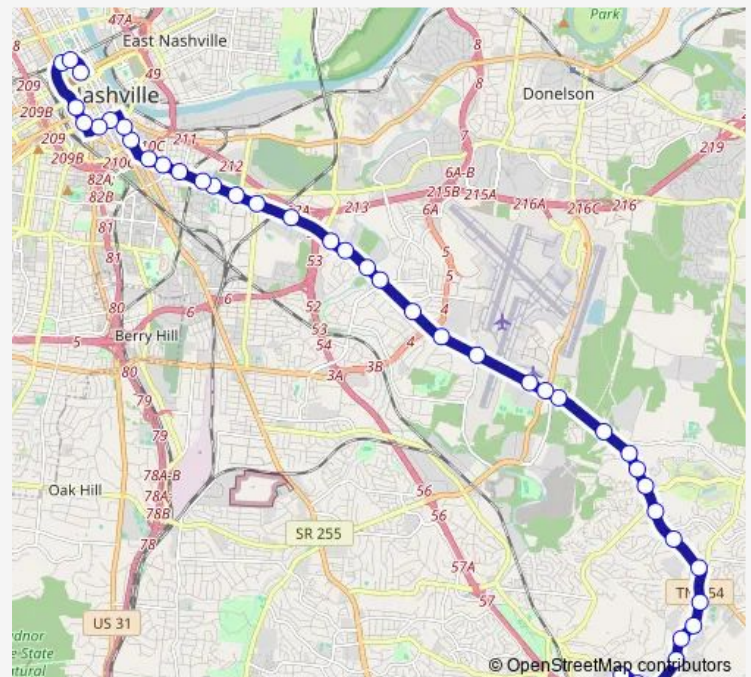 47A
Park
8
East Nashville
8
49
8
209
Nashville
Donelson
209B
7
209
10C
211
219
209B
210C
212
6A-B
82A
215B
215A
82B
213
6A
216A
216C
216
81
5
53
5
81
52
4
80
6
6
53
Berry Hill
54
4
5
3B
80
3A
79
79
78A-B
Oak Hill
78A
56
78B
56
SR 255
78
57A
57
US 31
© OpenStreetMap contributors